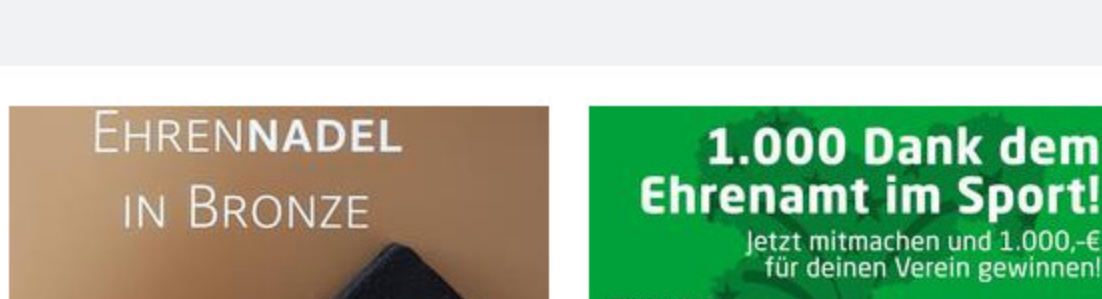 EHRENNADEL
IN BRONZE
1.000 Dank dem
Ehrenamt im Sport!
Jetzt mitmachen und 1.000,-€
für deinen Verein gewinnen!